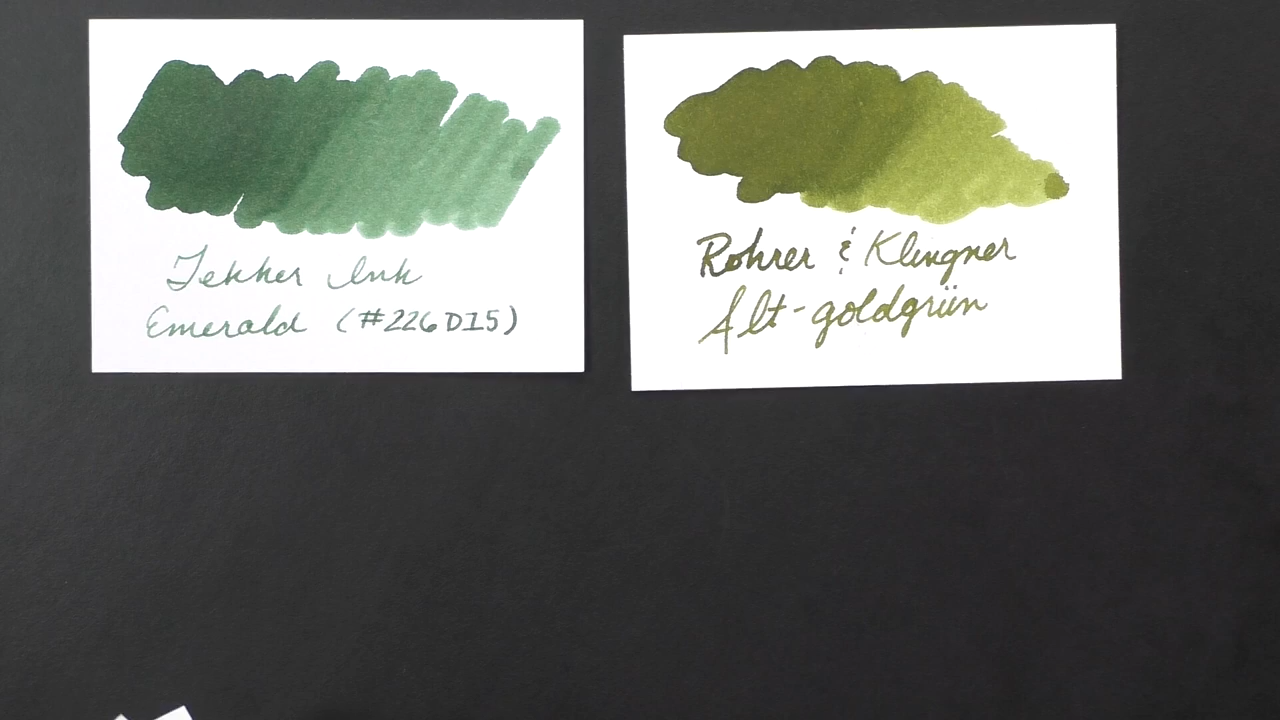 Tekker Ink
Emerald (#226D15)
Rohrer & Klingner
Alt-goldgrün